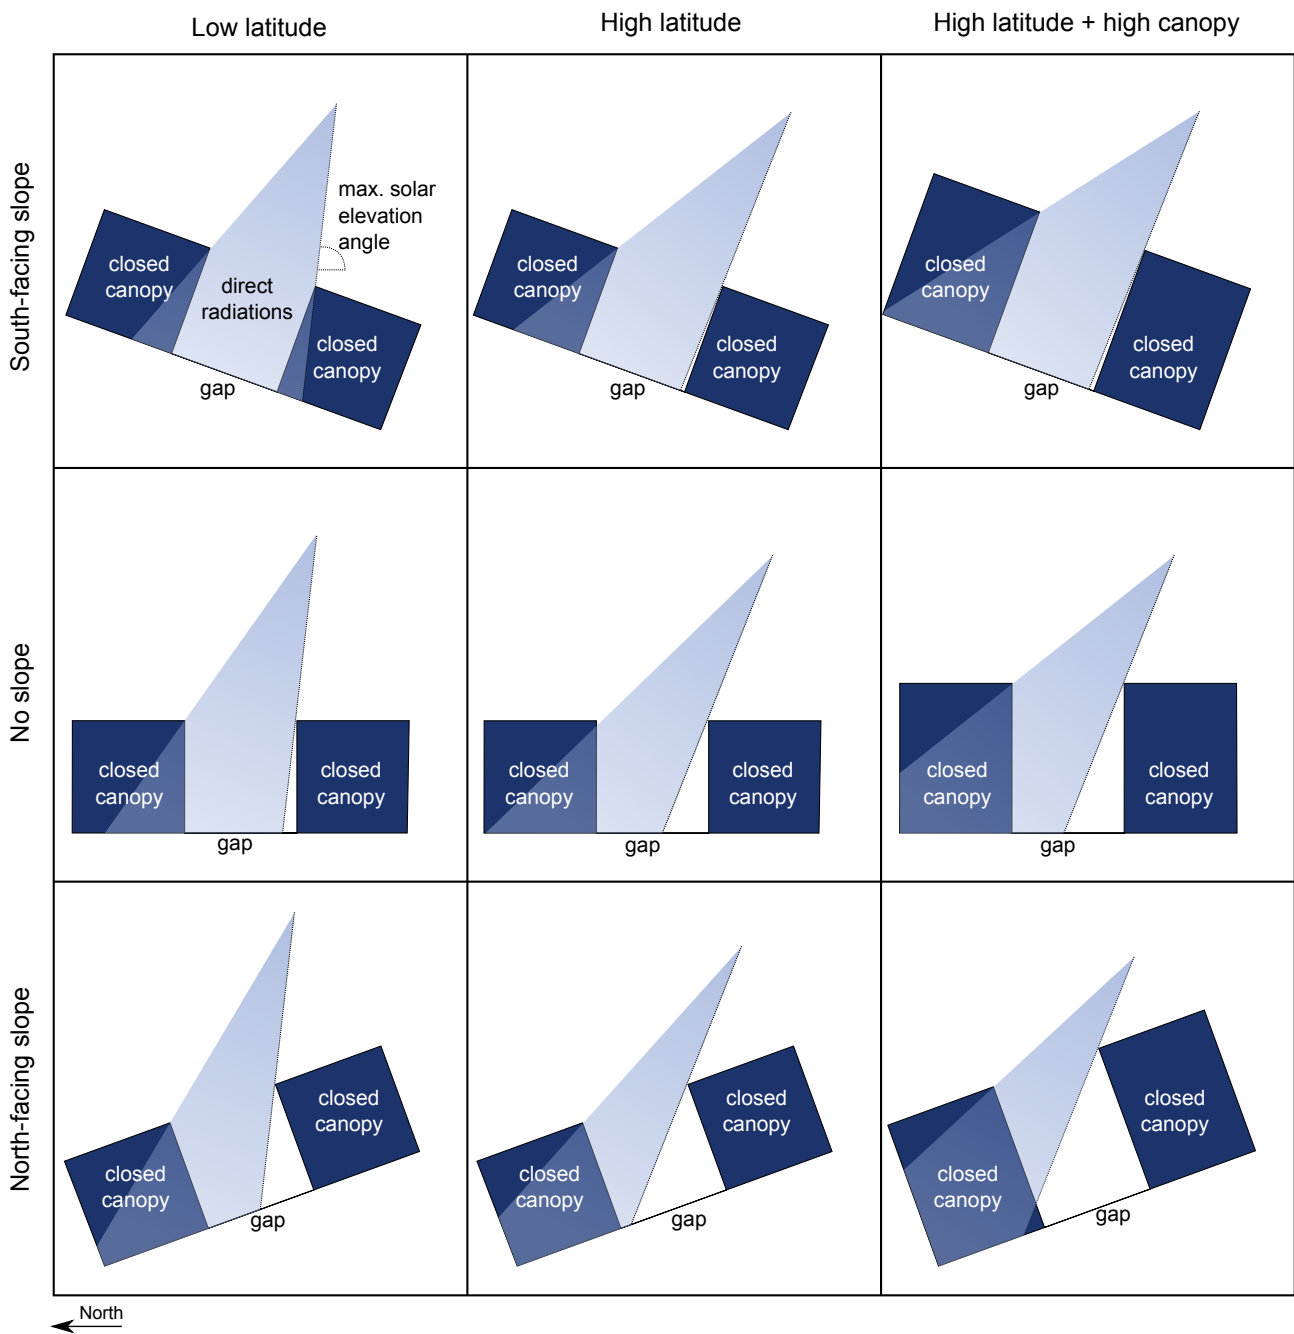 Low latitude
High latitude
High latitude + high canopy
South-facing slope
max. solar
elevation
angle
closed
canopy
direct
radiations
closed
canopy
gap
closed
canopy
closed
canopy
gap
closed
canopy
closed
canopy
gap
No slope
closed
canopy
closed
canopy
gap
closed
canopy
closed
canopy
gap
closed
canopy
closed
canopy
gap
North-facing slope
closed
canopy
closed
canopy
gap
closed
canopy
closed
canopy
gap
closed
canopy
closed
canopy
gap
North